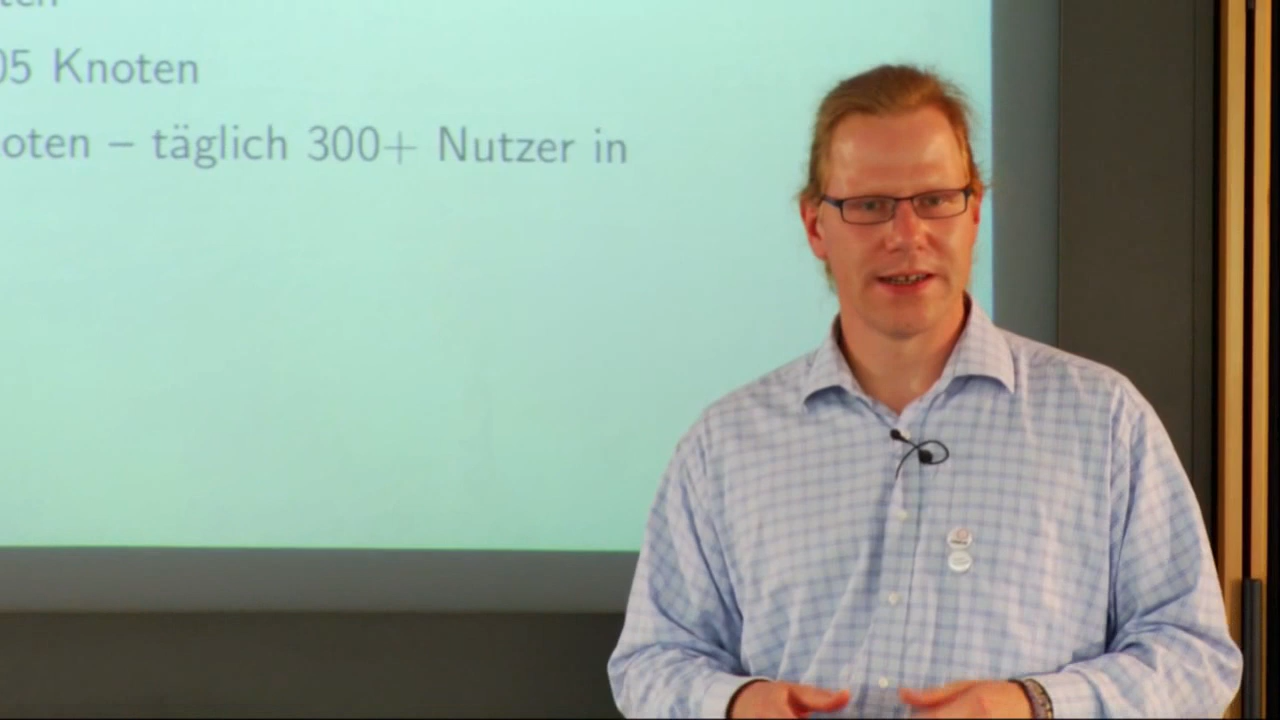 05 Knoten
oten – täglich 300+ Nutzer in